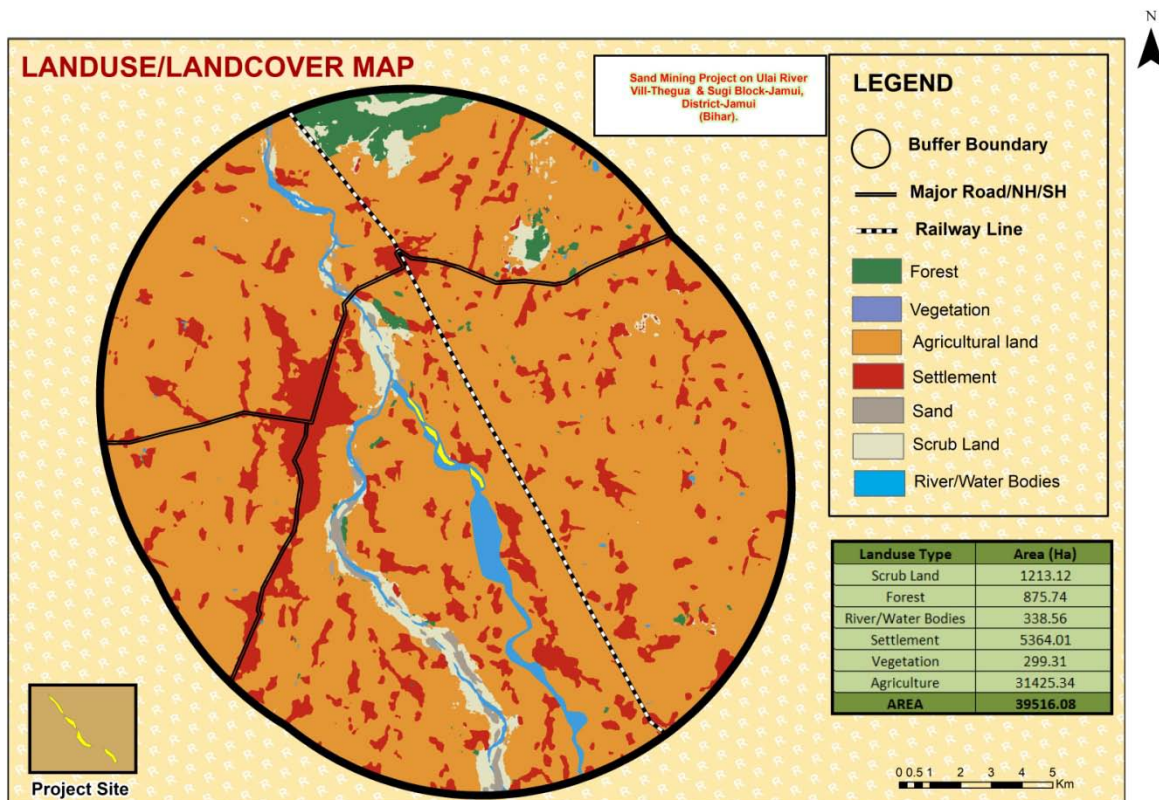 N
LANDUSE/LANDCOVER MAP
Sand Mining Project on Ulai River
Vill-Thegua & Sugi Block-Jamui,
District-Jamui
(Bihar).
LEGEND
Buffer Boundary
Major Road/NH/SH
Railway Line
Forest
Vegetation
Agricultural land
Settlement
Sand
Scrub Land
River/Water Bodies
Landuse Type Area (Ha)
Scrub Land 1213.12
Forest 875.74
River/Water Bodies 338.56
Settlement 5364.01
Vegetation 299.31
Agriculture 31425.34
AREA 39516.08
Project Site
0 0.5 1 2 3 4 5
Km